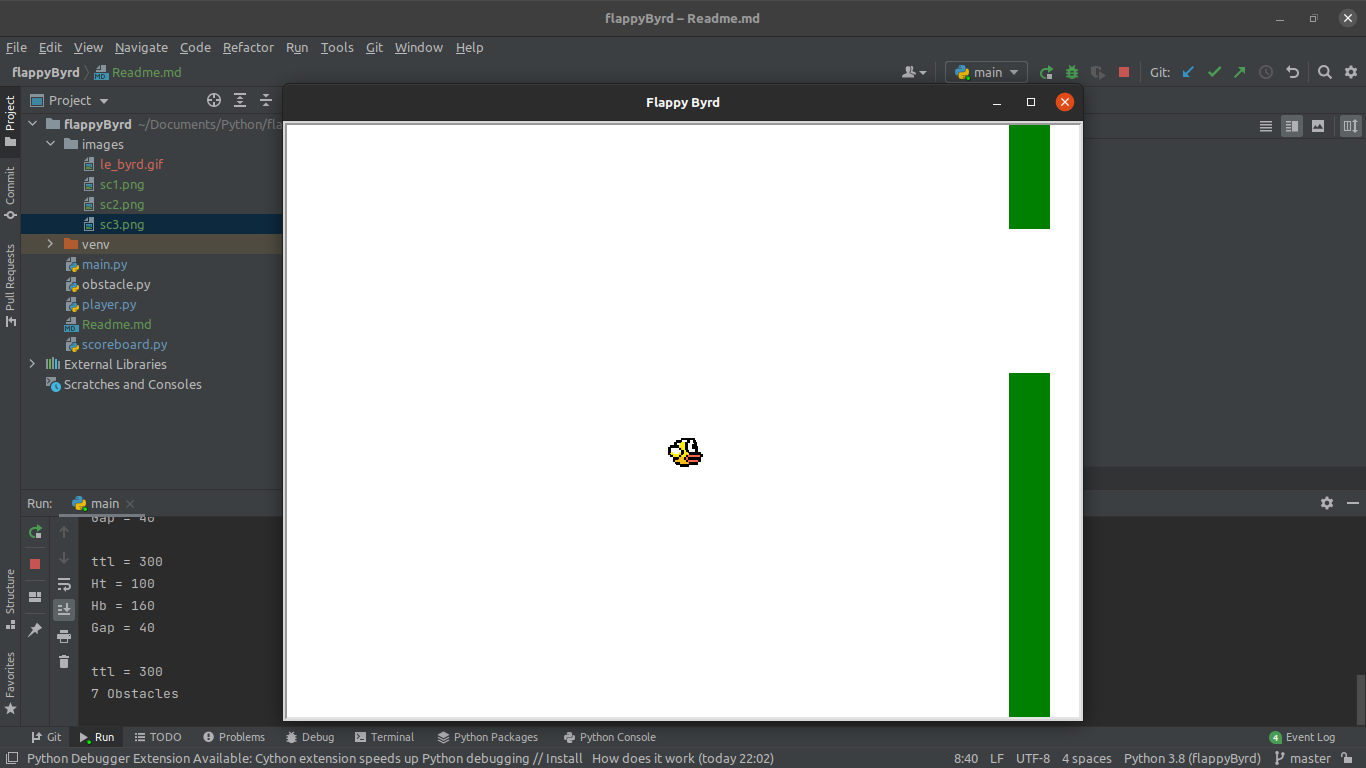 flappyByrd – Readme.md
File Edit View Navigate Code Refactor Run Tools Git Window Help
flappyByrd Readme.md main Git:
Project
Flappy Byrd
flappyByrd ~/Documents/Python/fla
images
le_byrd.gif
sc1.png
sc2.png
sc3.png
venv
main.py
obstacle.py
player.py
Readme.md
scoreboard.py
External Libraries
Scratches and Consoles
Project
Commit
Pull Requests
Structure
Favorites
Run: main
Gap = 40
ttl = 300
Ht = 100
Hb = 160
Gap = 40
ttl = 300
7 Obstacles
Git Run TODO Problems Debug Terminal Python Packages Python Console 4 Event Log
Python Debugger Extension Available: Cython extension speeds up Python debugging // Install How does it work (today 22:02) 8:40 LF UTF-8 4 spaces Python 3.8 (flappyByrd) master